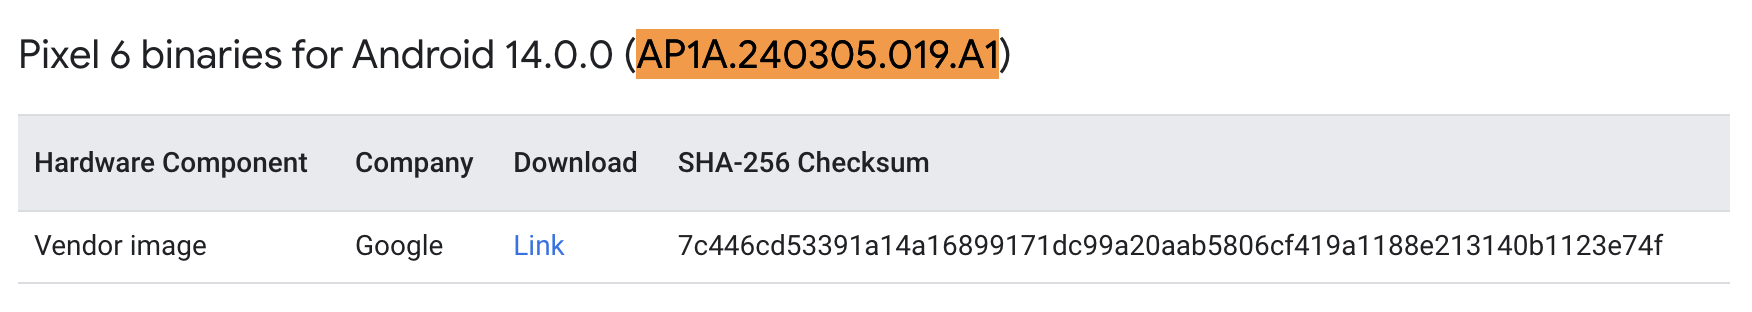 Pixel 6 binaries for Android 14.0.0 (AP1A.240305.019.A1)
Hardware Component Company Download SHA-256 Checksum
Vendor image Google Link 7c446cd53391a14a16899171dc99a20aab5806cf419a1188e213140b1123e74f